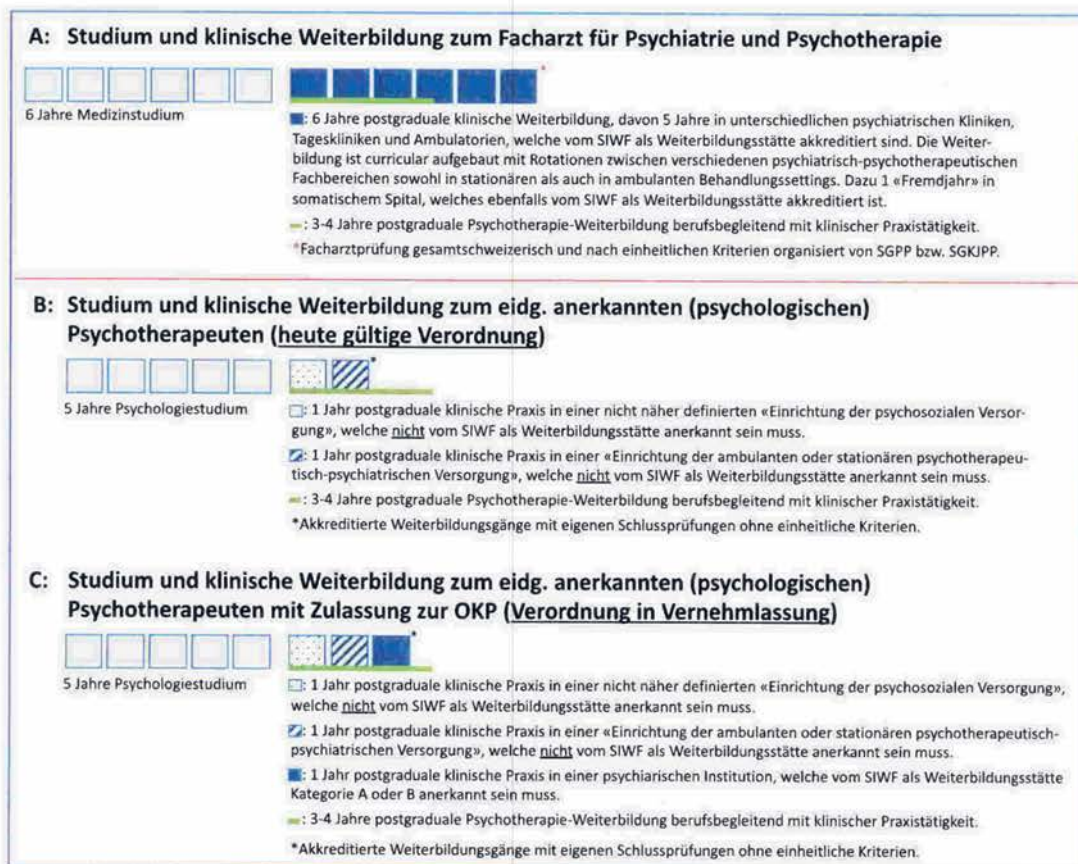 A: Studium und klinische Weiterbildung zum Facharzt für Psychiatrie und Psychotherapie
*
6 Jahre Medizinstudium
: 6 Jahre postgraduale klinische Weiterbildung, davon 5 Jahre in unterschiedlichen psychiatrischen Kliniken,
Tageskliniken und Ambulatorien, welche vom SIWF als Weiterbildungsstätte akkreditiert sind. Die Weiter-
bildung ist curricular aufgebaut mit Rotationen zwischen verschiedenen psychiatrisch-psychotherapeutischen
Fachbereichen sowohl in stationären als auch in ambulanten Behandlungssettings. Dazu 1 «Fremdjahr» in
somatischem Spital, welches ebenfalls vom SIWF als Weiterbildungsstätte akkreditiert ist.
: 3-4 Jahre postgraduale Psychotherapie-Weiterbildung berufsbegleitend mit klinischer Praxistätigkeit.
*Facharztprüfung gesamtschweizerisch und nach einheitlichen Kriterien organisiert von SGPP bzw. SGKJPP.
B: Studium und klinische Weiterbildung zum eidg. anerkannten (psychologischen)
Psychotherapeuten (heute gültige Verordnung)
*
5 Jahre Psychologiestudium
: 1 Jahr postgraduale klinische Praxis in einer nicht näher definierten «Einrichtung der psychosozialen Versor-
gung», welche nicht vom SIWF als Weiterbildungsstätte anerkannt sein muss.
: 1 Jahr postgraduale klinische Praxis in einer «Einrichtung der ambulanten oder stationären psychotherapeu-
tisch-psychiatrischen Versorgung», welche nicht vom SIWF als Weiterbildungsstätte anerkannt sein muss.
: 3-4 Jahre postgraduale Psychotherapie-Weiterbildung berufsbegleitend mit klinischer Praxistätigkeit.
*Akkreditierte Weiterbildungsgänge mit eigenen Schlussprüfungen ohne einheitliche Kriterien.
C: Studium und klinische Weiterbildung zum eidg. anerkannten (psychologischen)
Psychotherapeuten mit Zulassung zur OKP (Verordnung in Vernehmlassung)
*
5 Jahre Psychologiestudium
: 1 Jahr postgraduale klinische Praxis in einer nicht näher definierten «Einrichtung der psychosozialen Versorgung»,
welche nicht vom SIWF als Weiterbildungsstätte anerkannt sein muss.
: 1 Jahr postgraduale klinische Praxis in einer «Einrichtung der ambulanten oder stationären psychotherapeutisch-
psychiatrischen Versorgung», welche nicht vom SIWF als Weiterbildungsstätte anerkannt sein muss.
: 1 Jahr postgraduale klinische Praxis in einer psychiarischen Institution, welche vom SIWF als Weiterbildungsstätte
Kategorie A oder B anerkannt sein muss.
: 3-4 Jahre postgraduale Psychotherapie-Weiterbildung berufsbegleitend mit klinischer Praxistätigkeit.
*Akkreditierte Weiterbildungsgänge mit eigenen Schlussprüfungen ohne einheitliche Kriterien.